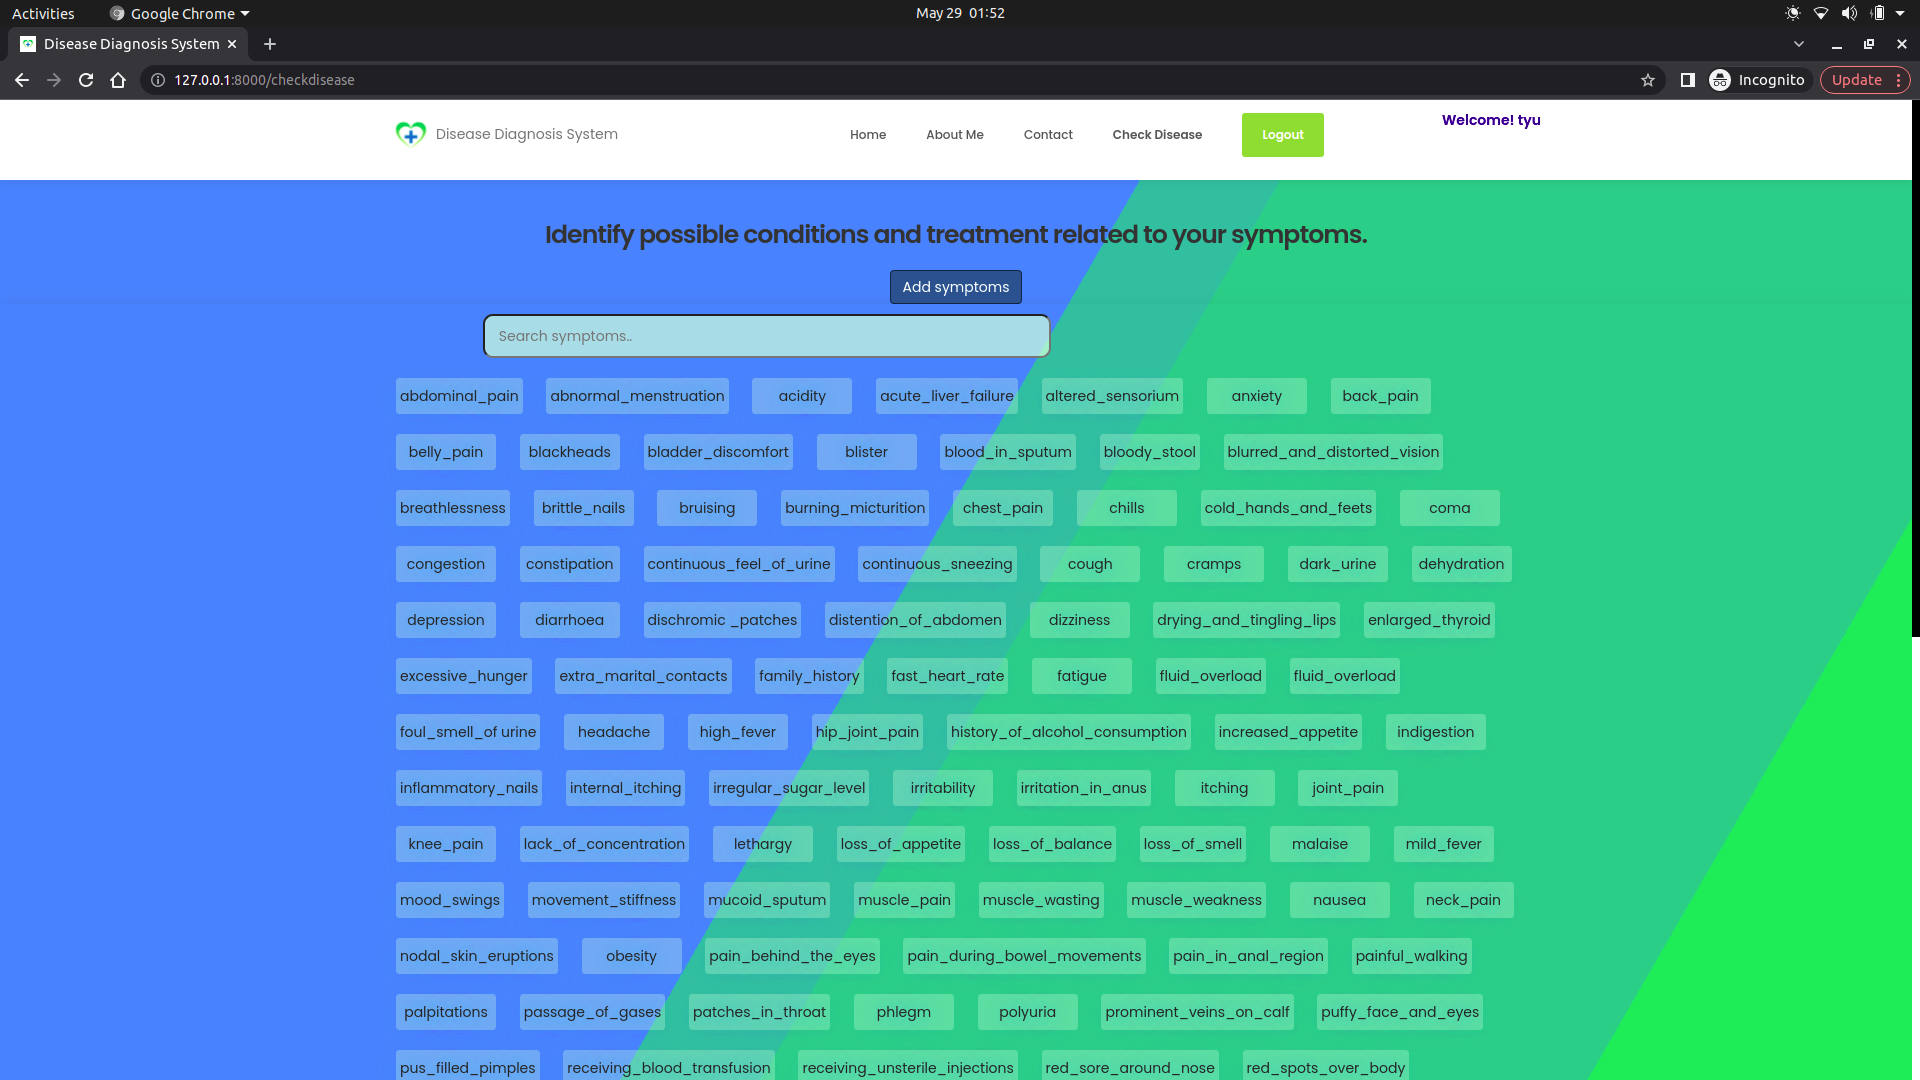 Activities Google Chrome May 29 01:52
Disease Diagnosis System
127.0.0.1:8000/checkdisease Incognito Update
Disease Diagnosis System Home About Me Contact Check Disease Logout Welcome! tyu
Identify possible conditions and treatment related to your symptoms.
Add symptoms
Search symptoms..
abdominal_pain abnormal_menstruation acidity acute_liver_failure altered_sensorium anxiety back_pain
belly_pain blackheads bladder_discomfort blister blood_in_sputum bloody_stool blurred_and_distorted_vision
breathlessness brittle_nails bruising burning_micturition chest_pain chills cold_hands_and_feets coma
congestion constipation continuous_feel_of_urine continuous_sneezing cough cramps dark_urine dehydration
depression diarrhoea dischromic _patches distention_of_abdomen dizziness drying_and_tingling_lips enlarged_thyroid
excessive_hunger extra_marital_contacts family_history fast_heart_rate fatigue fluid_overload fluid_overload
foul_smell_of urine headache high_fever hip_joint_pain history_of_alcohol_consumption increased_appetite indigestion
inflammatory_nails internal_itching irregular_sugar_level irritability irritation_in_anus itching joint_pain
knee_pain lack_of_concentration lethargy loss_of_appetite loss_of_balance loss_of_smell malaise mild_fever
mood_swings movement_stiffness mucoid_sputum muscle_pain muscle_wasting muscle_weakness nausea neck_pain
nodal_skin_eruptions obesity pain_behind_the_eyes pain_during_bowel_movements pain_in_anal_region painful_walking
palpitations passage_of_gases patches_in_throat phlegm polyuria prominent_veins_on_calf puffy_face_and_eyes
pus_filled_pimples receiving_blood_transfusion receiving_unsterile_injections red_sore_around_nose red_spots_over_body